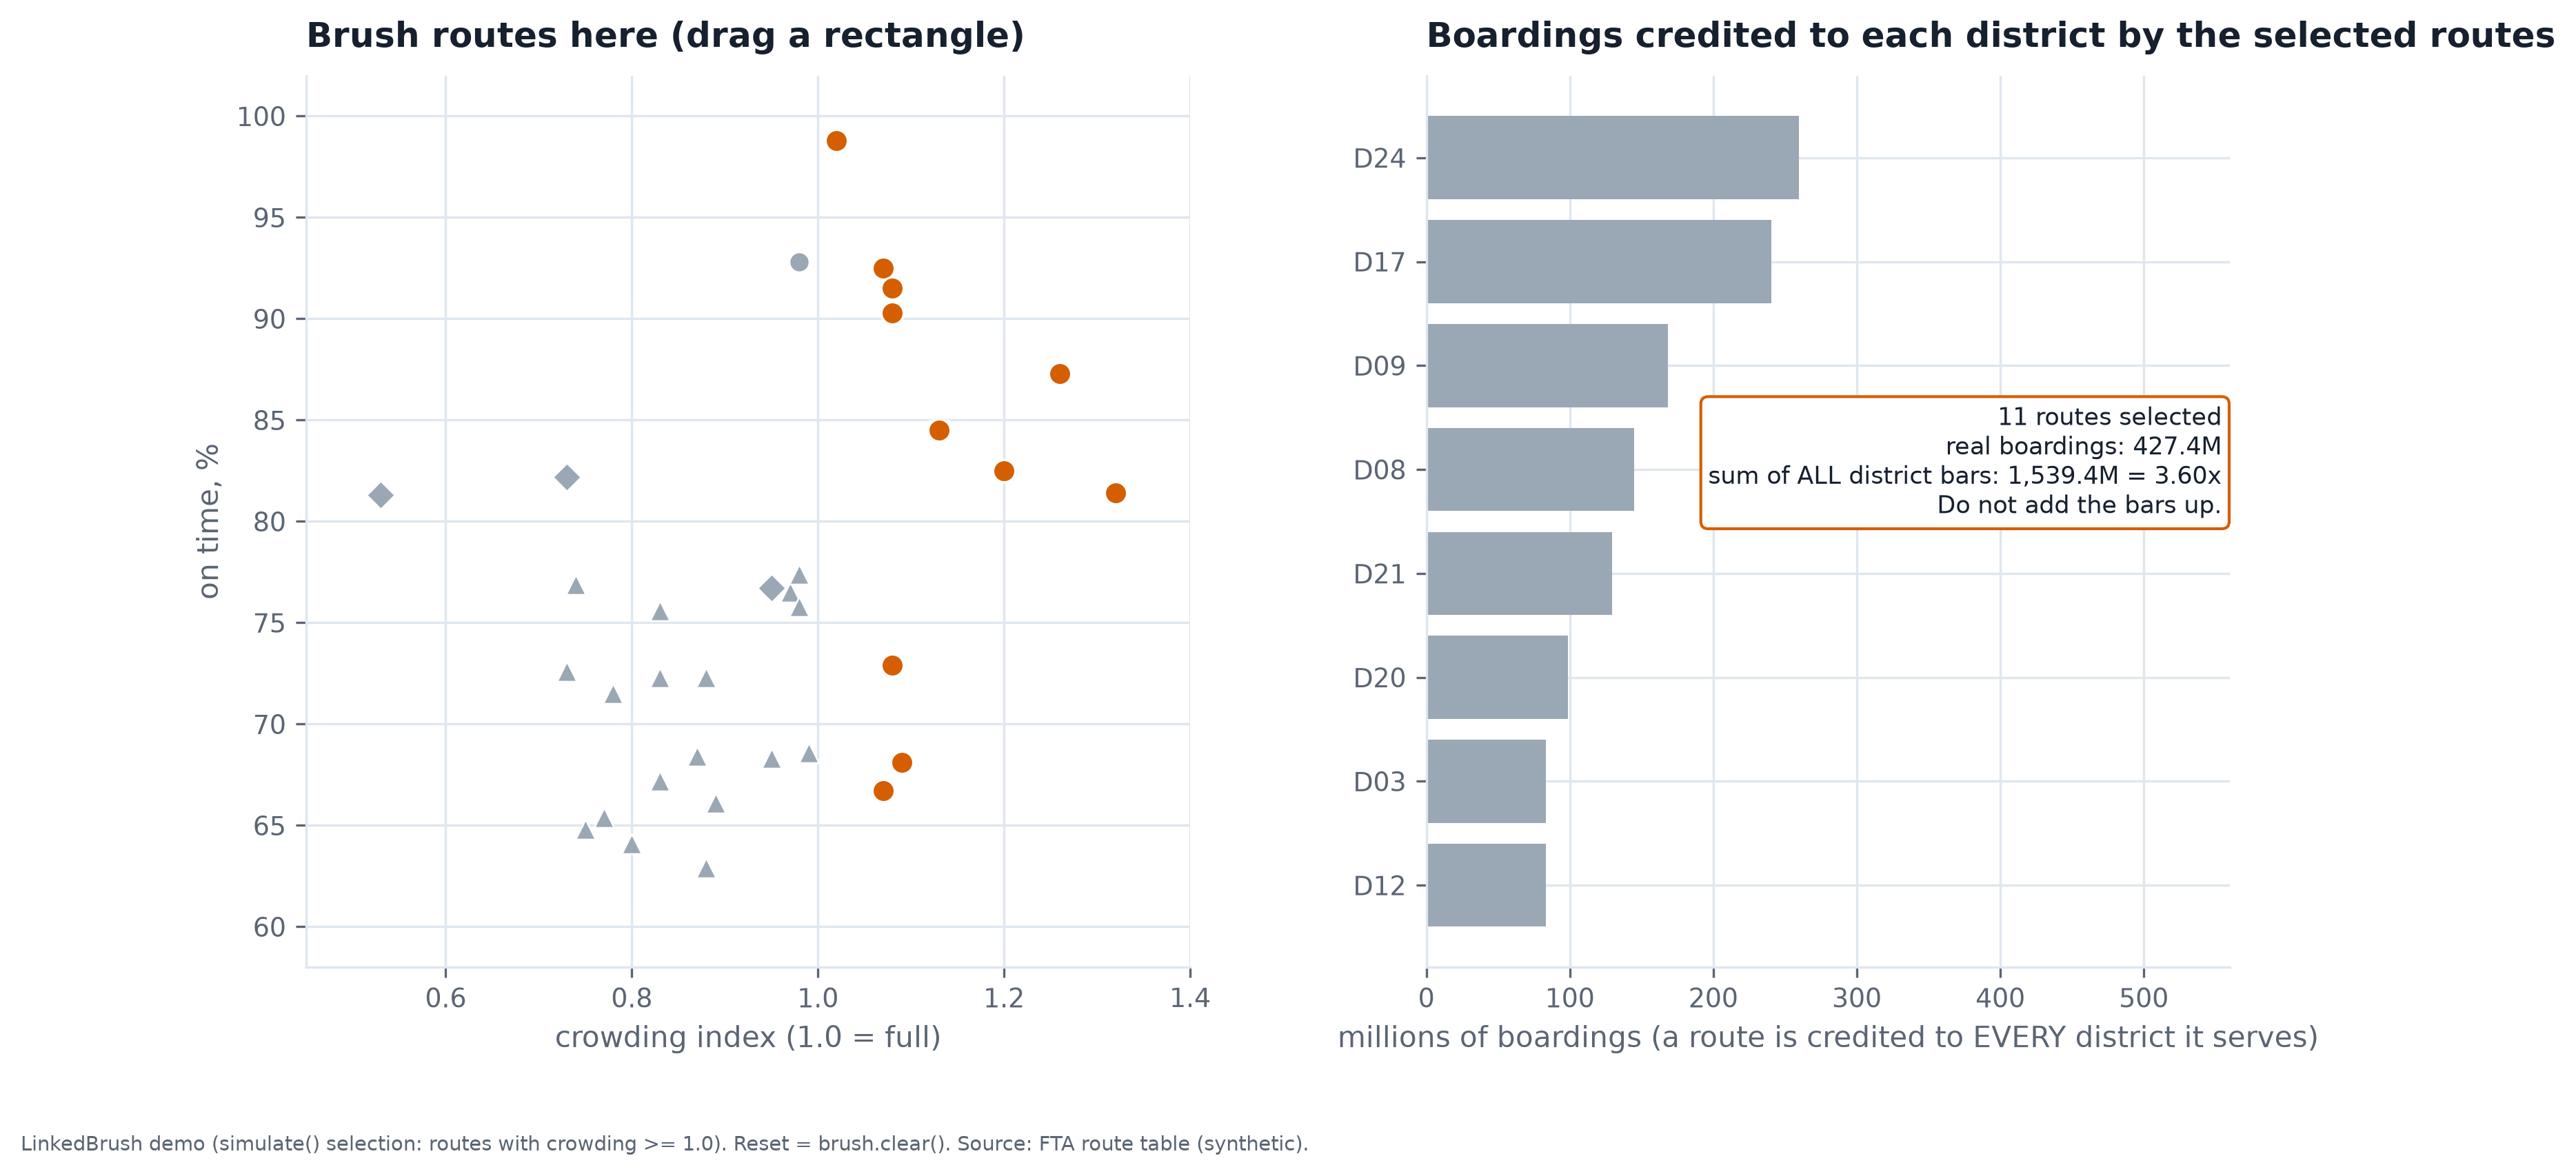 Brush routes here (drag a rectangle)
100
95
90
85
80
75
70
65
60
on time, %
0.6
0.8
1.0
1.2
1.4
crowding index (1.0 = full)
Boardings credited to each district by the selected routes
D24
D17
D09
D08
D21
D20
D03
D12
11 routes selected
real boardings: 427.4M
sum of ALL district bars: 1,539.4M = 3.60x
Do not add the bars up.
0
100
200
300
400
500
millions of boardings (a route is credited to EVERY district it serves)
LinkedBrush demo (simulate() selection: routes with crowding >= 1.0). Reset = brush.clear(). Source: FTA route table (synthetic).